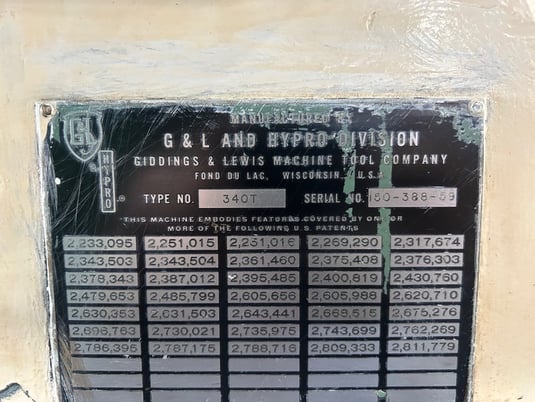 MANUFACTURED BY
GL
HYPRO
G & L AND HYPRO DIVISION
GIDDINGS & LEWIS MACHINE TOOL COMPANY
FOND DU LAC, WISCONSIN, U.S.
TYPE NO. 340T SERIAL NO. 150-388-59
THIS MACHINE EMBODIES FEATURES COVERED BY ONE OR
MORE OF THE FOLLOWING U.S. PATENTS
2,233,095 2,251,015 2,251,016 2,269,290 2,317,674
2,343,503 2,343,504 2,361,460 2,375,408 2,376,303
2,378,343 2,387,012 2,395,485 2,400,819 2,430,760
2,479,653 2,485,799 2,605,656 2,605,988 2,620,710
2,630,353 2,631,503 2,643,441 2,668,515 2,675,276
2,696,763 2,730,021 2,735,975 2,743,699 2,762,269
2,786,395 2,787,175 2,788,716 2,809,333 2,811,779